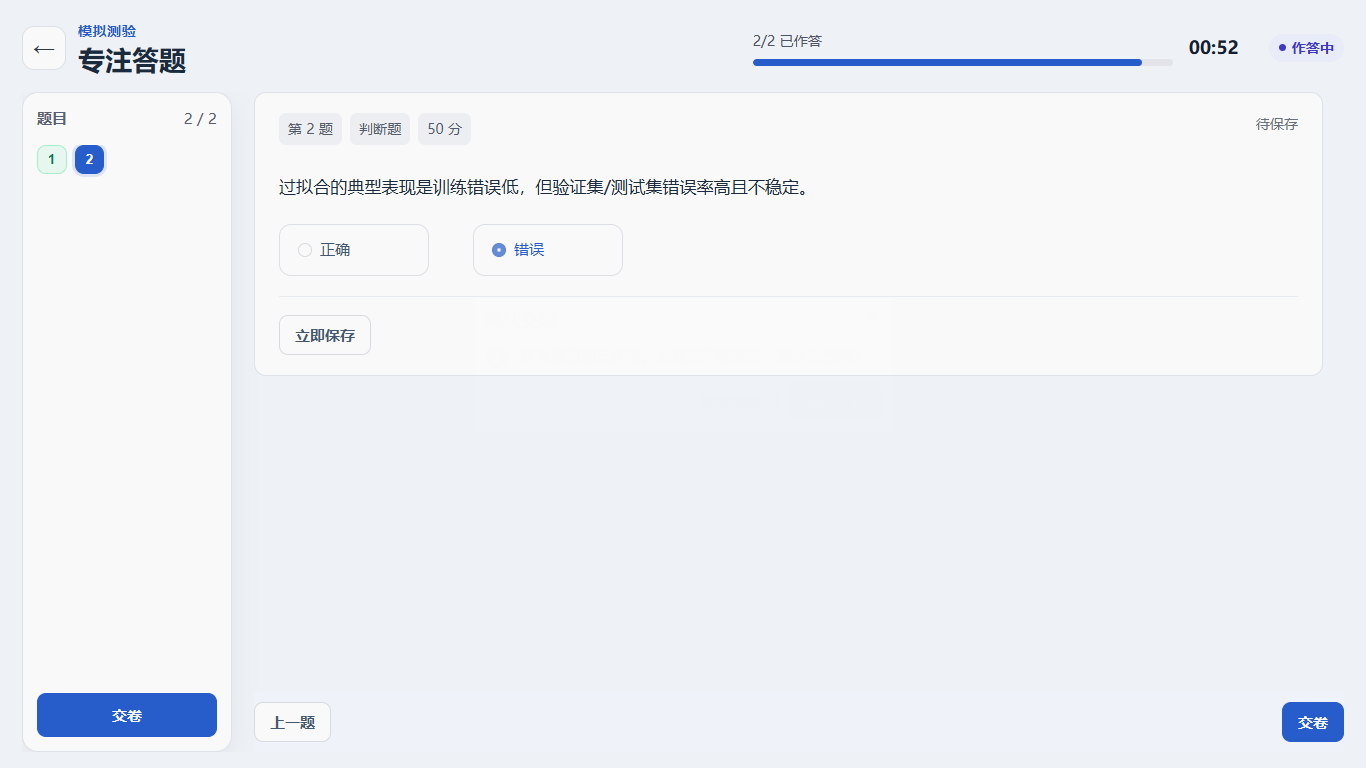 ←
模拟测验
专注答题
2/2 已作答
00:52
作答中
题目
2 / 2
1
2
交卷
第 2 题
判断题
50 分
待保存
过拟合的典型表现是训练错误低，但验证集/测试集错误率高且不稳定。
正确
错误
立即保存
上一题
交卷